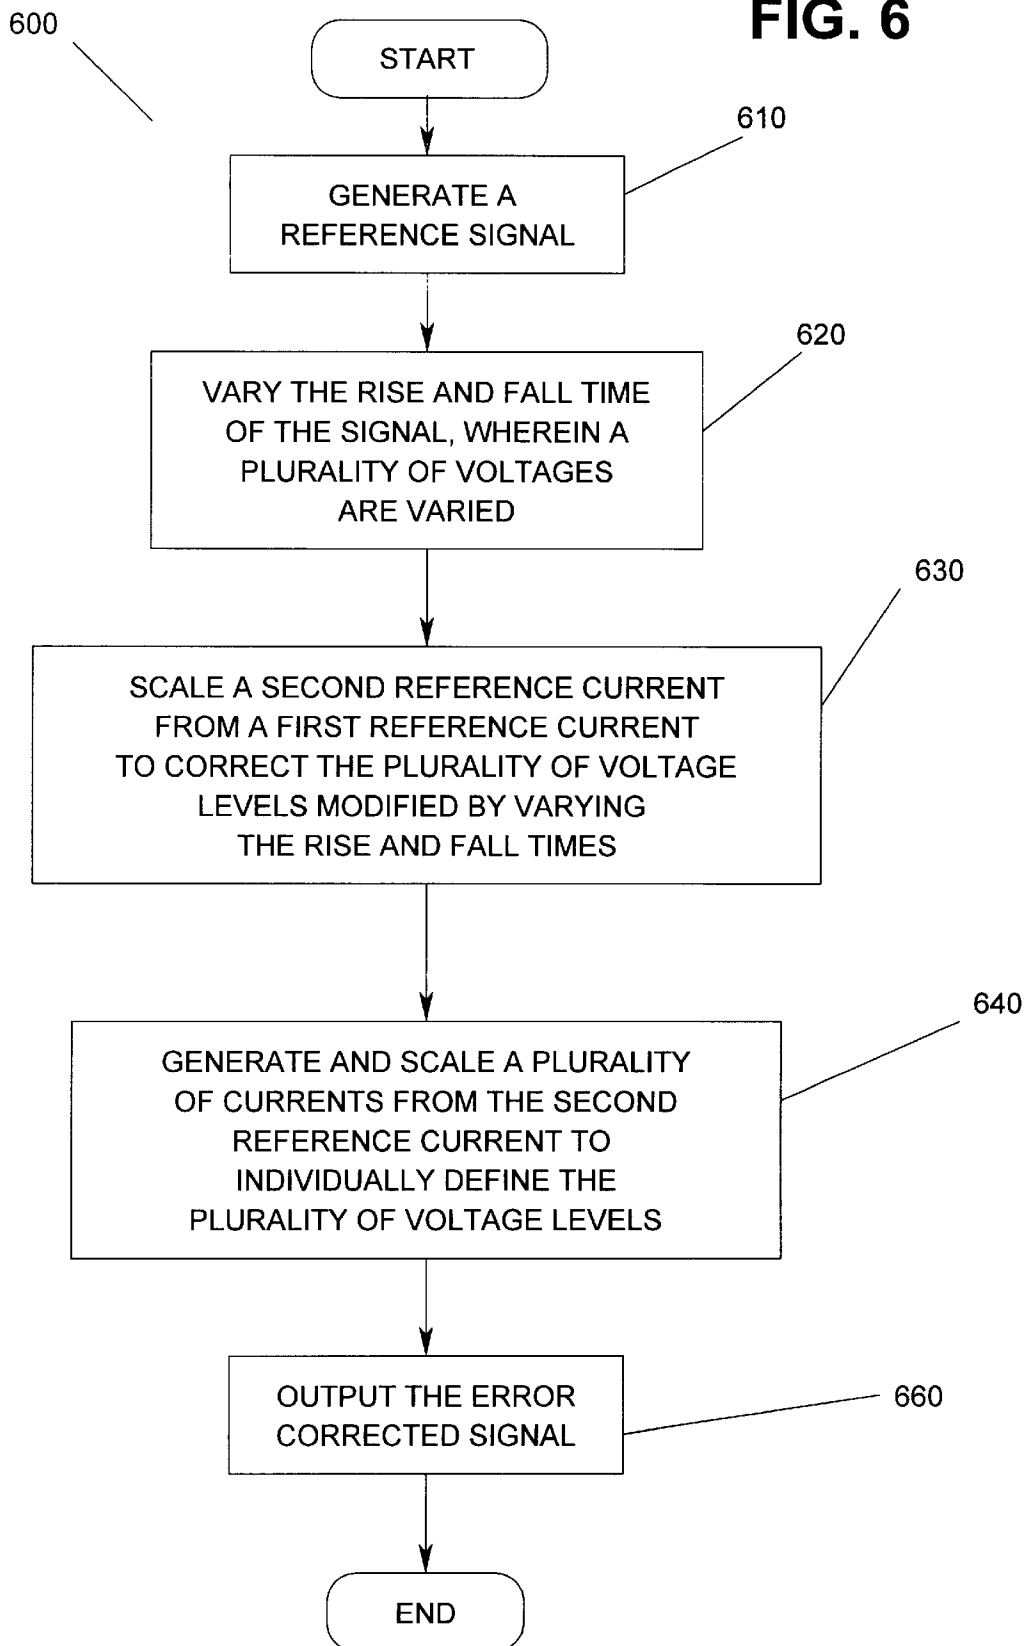 600
FIG. 6
START
610
GENERATE A
REFERENCE SIGNAL
620
VARY THE RISE AND FALL TIME
OF THE SIGNAL, WHEREIN A
PLURALITY OF VOLTAGES
ARE VARIED
630
SCALE A SECOND REFERENCE CURRENT
FROM A FIRST REFERENCE CURRENT
TO CORRECT THE PLURALITY OF VOLTAGE
LEVELS MODIFIED BY VARYING
THE RISE AND FALL TIMES
640
GENERATE AND SCALE A PLURALITY
OF CURRENTS FROM THE SECOND
REFERENCE CURRENT TO
INDIVIDUALLY DEFINE THE
PLURALITY OF VOLTAGE LEVELS
OUTPUT THE ERROR
CORRECTED SIGNAL
660
END